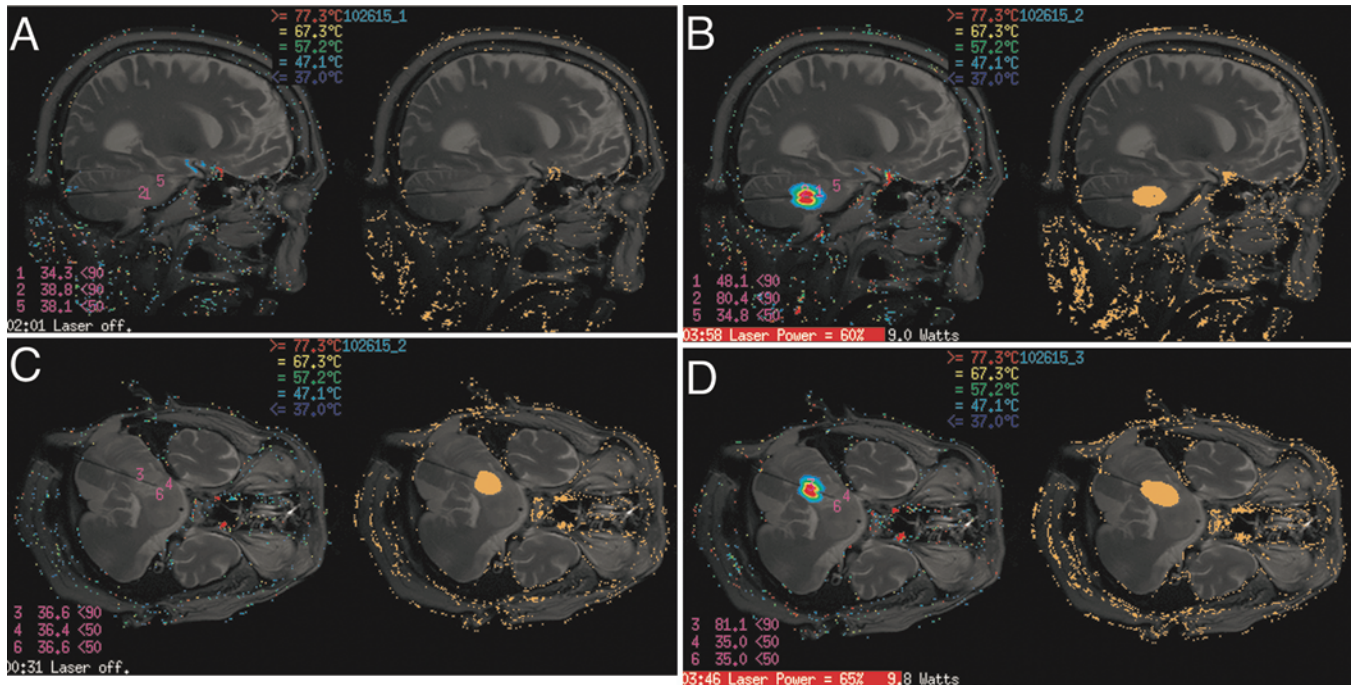 A
>= 77.3°C102615_1
= 67.3°C
= 57.2°C
= 47.1°C
<= 37.0°C
5
21
1 34.3 <90
2 38.8 <90
5 38.1 <50
02:01 Laser off.
B
>= 77.3°C102615_2
= 67.3°C
= 57.2°C
= 47.1°C
<= 37.0°C
5
1 48.1 <90
2 80.4 <90
5 34.8 <50
03:58 Laser Power = 60% 9.0 Watts
C
>= 77.3°C102615_2
= 67.3°C
= 57.2°C
= 47.1°C
<= 37.0°C
3
4
6
3 36.6 <90
4 36.4 <50
6 36.6 <50
00:31 Laser off.
D
>= 77.3°C102615_3
= 67.3°C
= 57.2°C
= 47.1°C
<= 37.0°C
4
6
3 81.1 <90
4 35.0 <50
6 35.0 <50
03:46 Laser Power = 65% 9.8 Watts